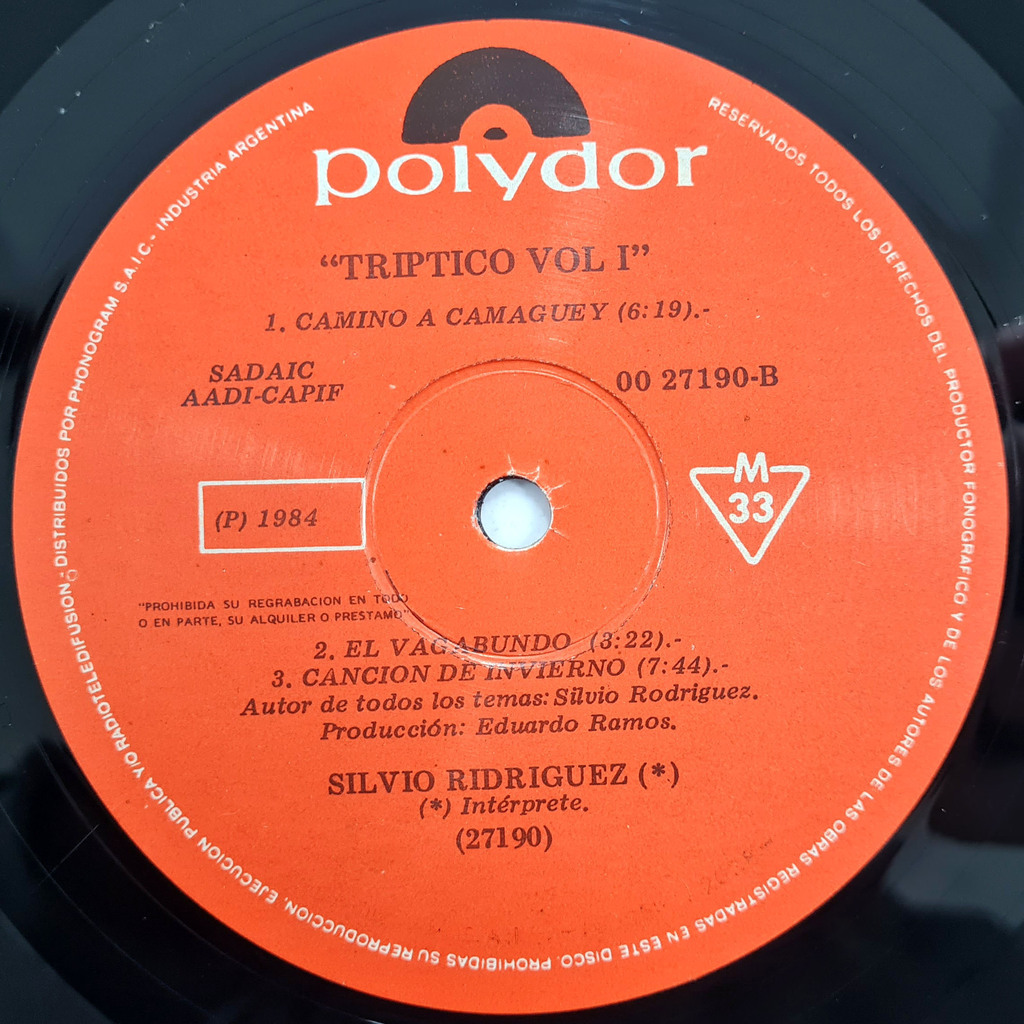 polydor
"TRIPTICO VOL I"
1. CAMINO A CAMAGUEY (6:19).-
SADAIC
AADI-CAPIF
00 27190-B
(P) 1984
M
33
"PROHIBIDA SU REGRABACION EN TODO
O EN PARTE, SU ALQUILER O PRESTAMO"
2. EL VAGABUNDO (3:22).-
3. CANCION DE INVIERNO (7:44).-
Autor de todos los temas: Silvio Rodriguez.
Producción: Eduardo Ramos.
SILVIO RIDRIGUEZ (*)
(*) Intérprete.
(27190)
RESERVADOS TODOS LOS DERECHOS DEL PRODUCTOR FONOGRAFICO Y DE LOS AUTORES DE LAS OBRAS REGISTRADAS EN ESTE DISCO. PROHIBIDAS SU REPRODUCCION, EJECUCION PUBLICA Y/O RADIOTELEDIFUSION - DISTRIBUIDOS POR PHONOGRAM S.A.I.C. - INDUSTRIA ARGENTINA